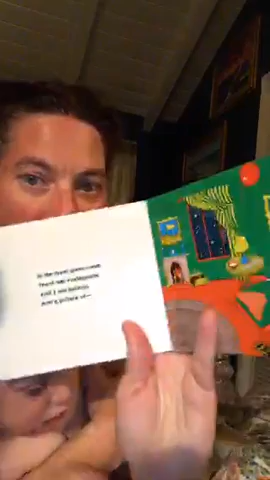 In the great green room
There was a telephone
And a red balloon
And a picture of—